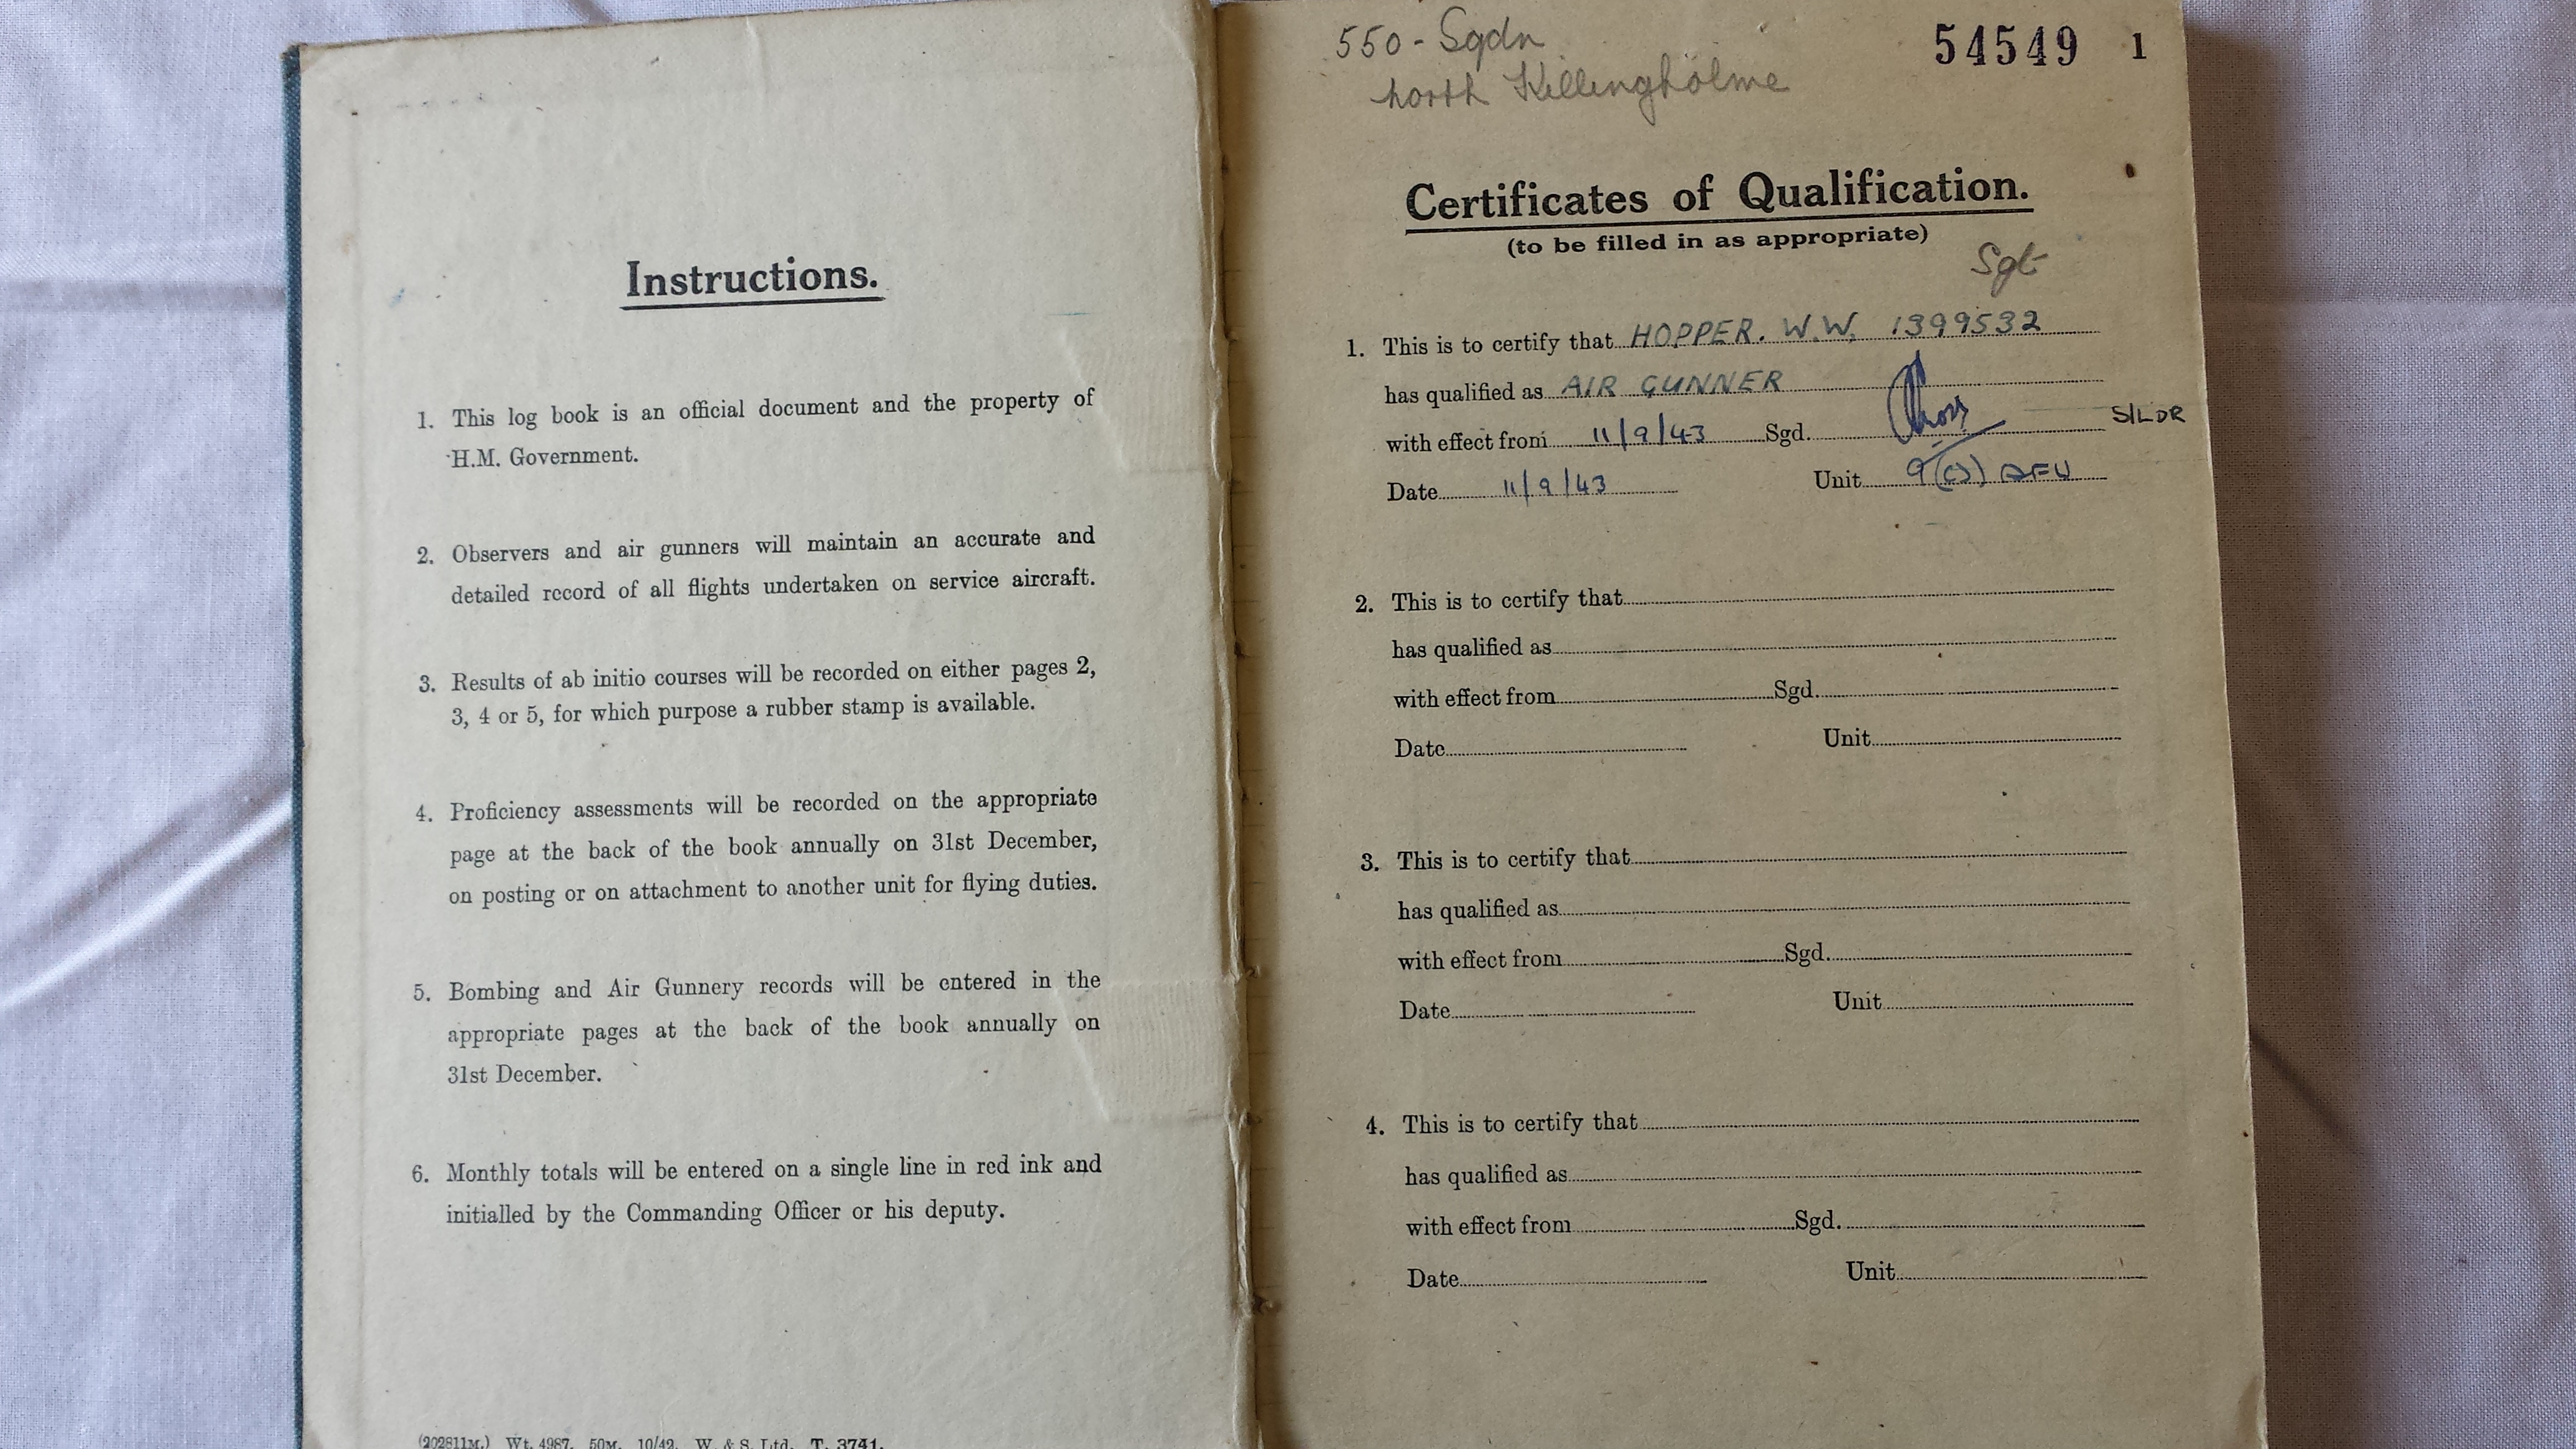 Instructions.
1. This log book is an official document and the property of
H.M. Government.
2. Observers and air gunners will maintain an accurate and
detailed record of all flights undertaken on service aircraft.
3. Results of ab initio courses will be recorded on either pages 2,
3, 4 or 5, for which purpose a rubber stamp is available.
4. Proficiency assessments will be recorded on the appropriate
page at the back of the book annually on 31st December,
on posting or on attachment to another unit for flying duties.
5. Bombing and Air Gunnery records will be entered in the
appropriate pages at the back of the book annually on
31st December.
6. Monthly totals will be entered on a single line in red ink and
initialled by the Commanding Officer or his deputy.
(202811M.) Wt. 4987. 50M. 10/42. W. & S. Ltd. T. 3741.
550 - Sqdn
north Killingholme
54549 1
Certificates of Qualification.
(to be filled in as appropriate)
Sgt
1. This is to certify that HOPPER. W.W. 1399532
has qualified as AIR GUNNER
with effect from 11/9/43 Sgd. S/LDR
Date 11/9/43 Unit 9(O) AFU
2. This is to certify that
has qualified as
with effect from Sgd.
Date Unit
3. This is to certify that
has qualified as
with effect from Sgd.
Date Unit
4. This is to certify that
has qualified as
with effect from Sgd.
Date Unit